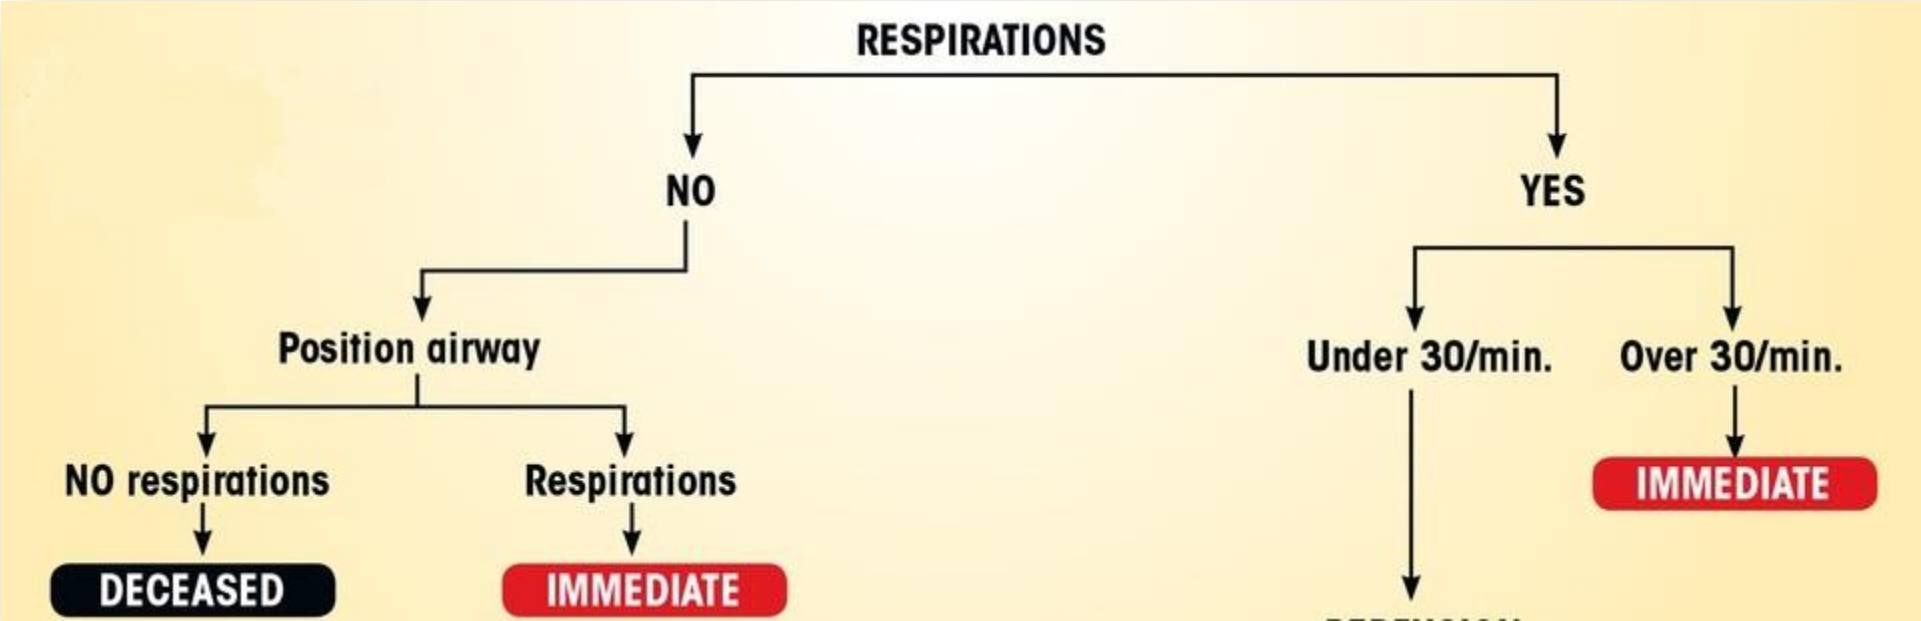 RESPIRATIONS
NO
YES
Position airway
Under 30/min.
Over 30/min.
NO respirations
Respirations
IMMEDIATE
DECEASED
IMMEDIATE